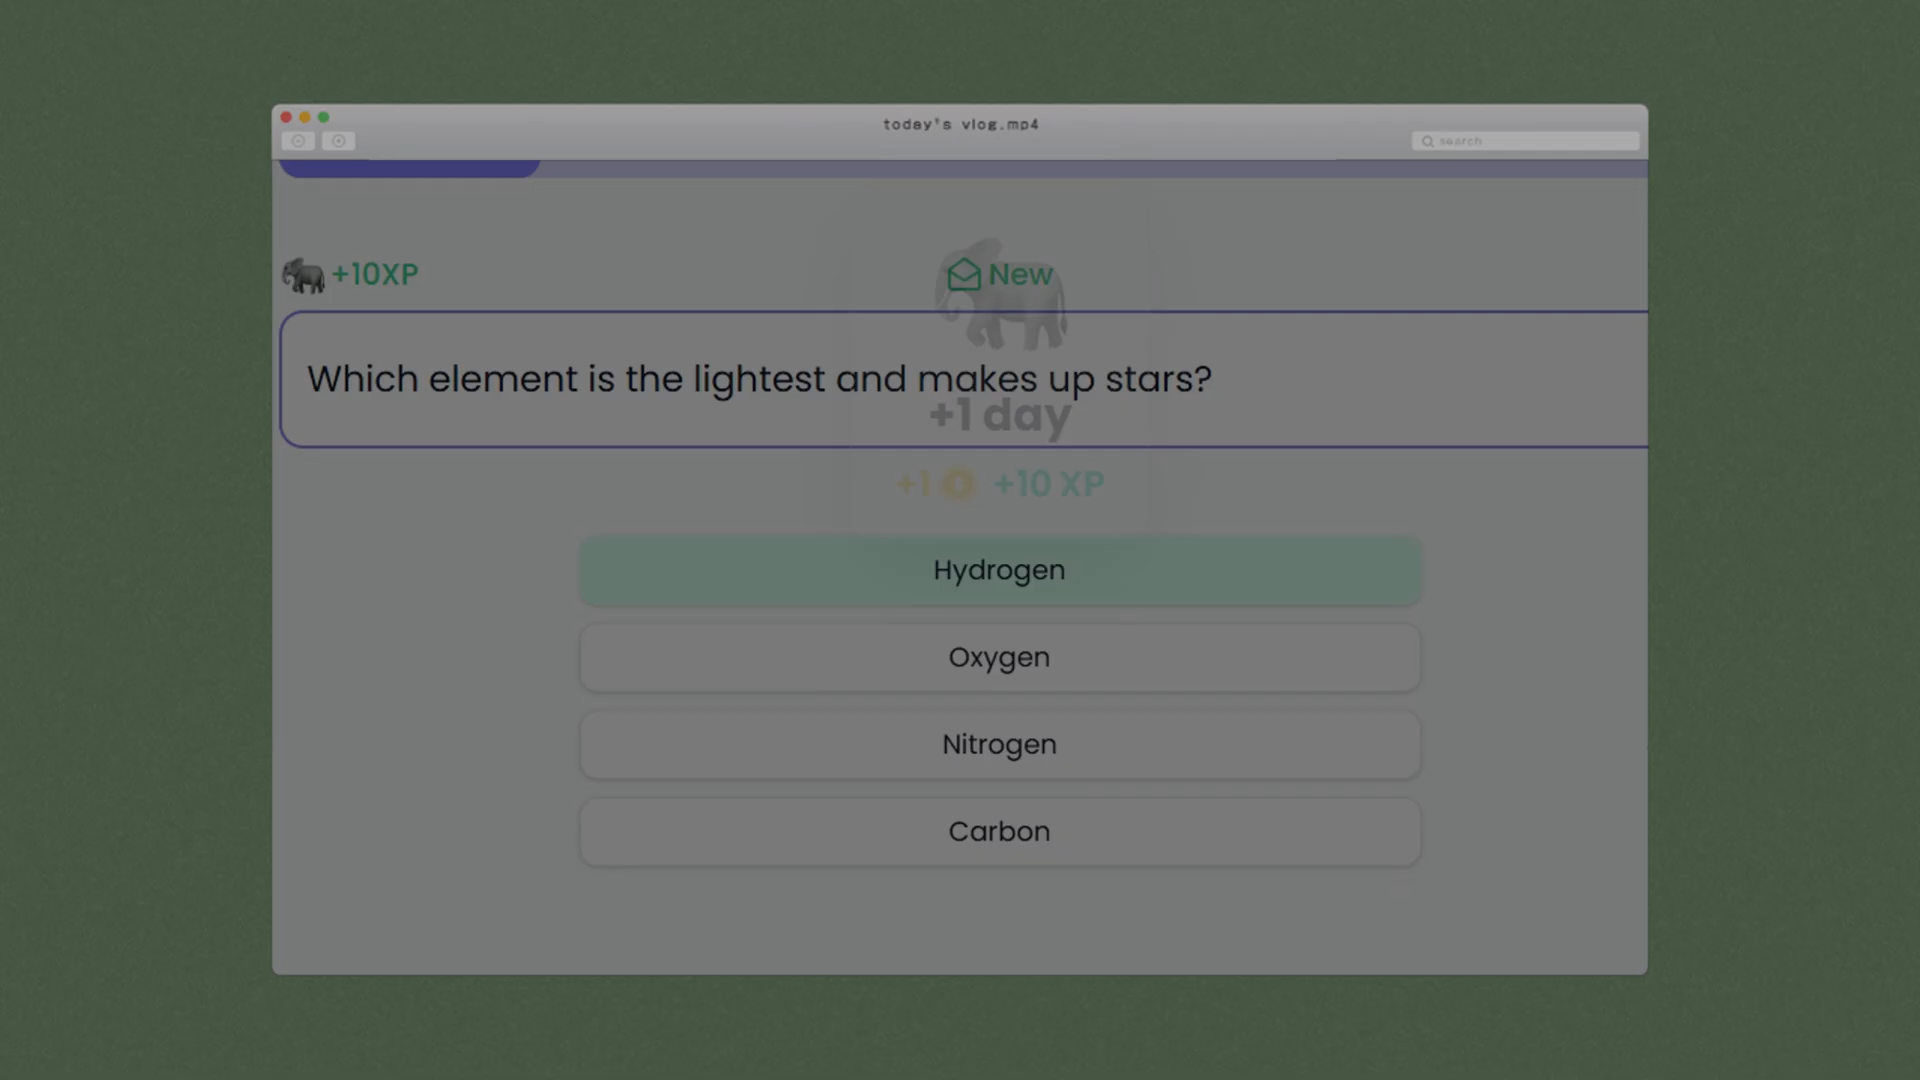 today's vlog.mp4
search
+10XP
New
Which element is the lightest and makes up stars?
+1 day
+1 +10 XP
Hydrogen
Oxygen
Nitrogen
Carbon